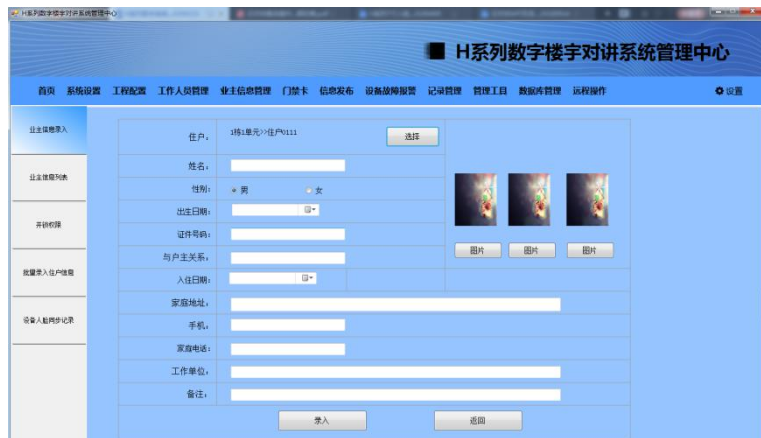 H系列数字楼宇对讲系统管理中心
H系列数字楼宇对讲系统管理中心
首页 系统设置 工程配置 工作人员管理 业主信息管理 门禁卡 信息发布 设备故障报警 记录管理 管理工具 数据库管理 远程操作 设置
业主信息录入
业主信息列表
开锁权限
批量录入住户信息
设备人脸同步记录
住户: 1栋1单元>>住户0111 选择
姓名:
性别: 男 女
出生日期:
证件号码:
与户主关系:
入住日期:
家庭地址:
手机:
家庭电话:
工作单位:
备注:
图片 图片 图片
录入 返回